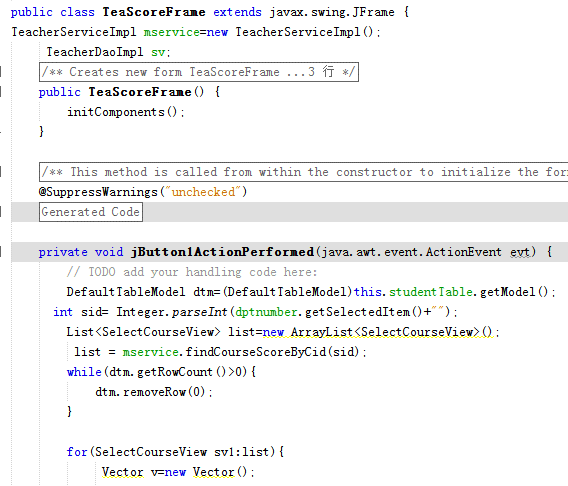 public class TeaScoreFrame extends javax.swing.JFrame {
TeacherServiceImpl mservice=new TeacherServiceImpl();
TeacherDaoImpl sv;
/** Creates new form TeaScoreFrame ...3 行 */
public TeaScoreFrame() {
initComponents();
}
/** This method is called from within the constructor to initialize the for
@SuppressWarnings("unchecked")
Generated Code
private void jButton1ActionPerformed(java.awt.event.ActionEvent evt) {
// TODO add your handling code here:
DefaultTableModel dtm=(DefaultTableModel)this.studentTable.getModel();
int sid= Integer.parseInt(dptnumber.getSelectedItem()+"");
List<SelectCourseView> list=new ArrayList<SelectCourseView>();
list = mservice.findCourseScoreByCid(sid);
while(dtm.getRowCount()>0){
dtm.removeRow(0);
}
for(SelectCourseView sv1:list){
Vector v=new Vector();